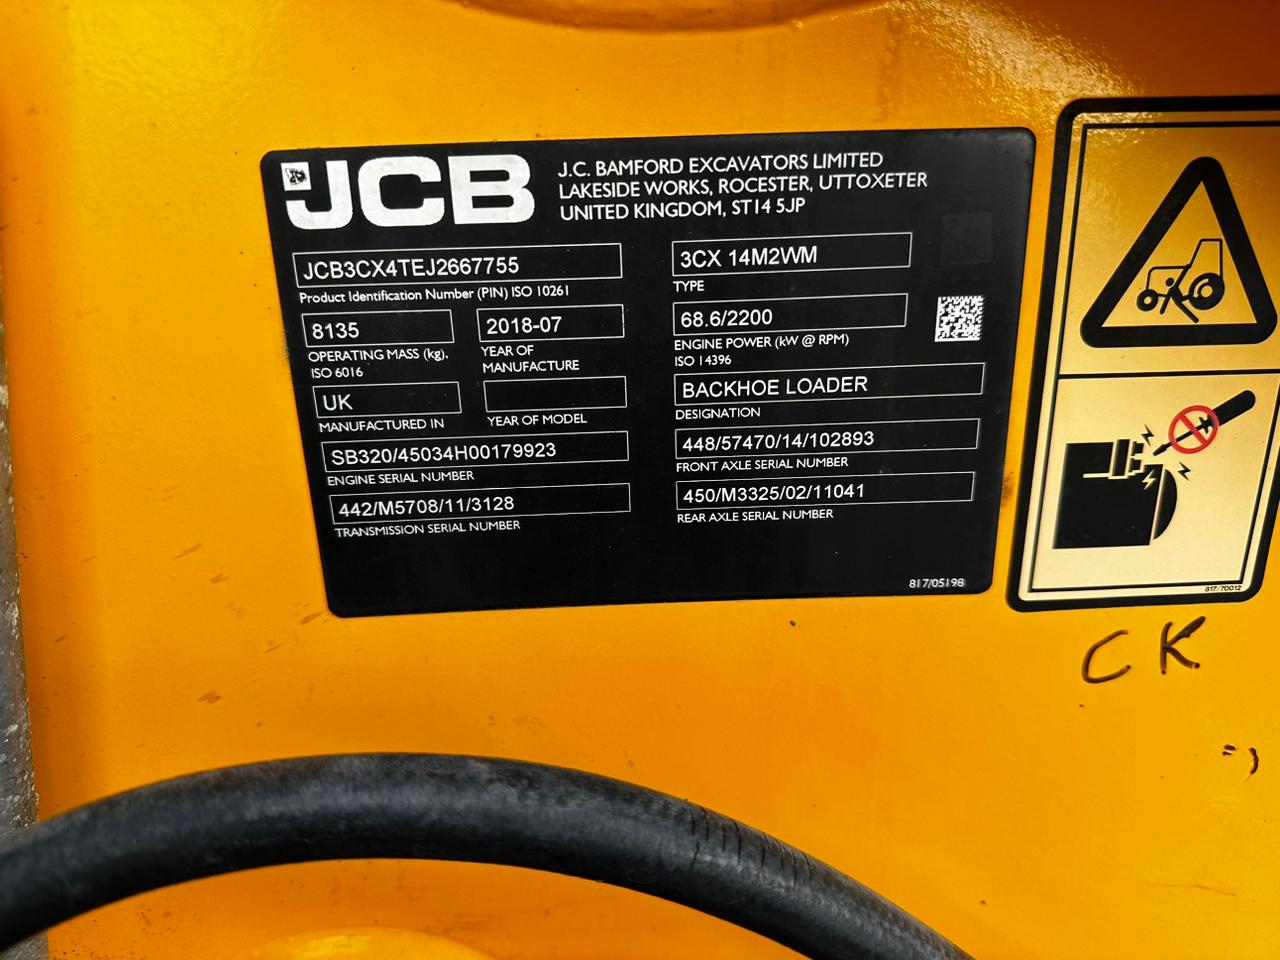 JCB
J.C. BAMFORD EXCAVATORS LIMITED
LAKESIDE WORKS, ROCESTER, UTTOXETER
UNITED KINGDOM, ST14 5JP
JCB3CX4TEJ2667755
Product Identification Number (PIN) ISO 10261
8135
OPERATING MASS (kg),
ISO 6016
2018-07
YEAR OF
MANUFACTURE
UK
MANUFACTURED IN
YEAR OF MODEL
SB320/45034H00179923
ENGINE SERIAL NUMBER
442/M5708/11/3128
TRANSMISSION SERIAL NUMBER
3CX 14M2WM
TYPE
68.6/2200
ENGINE POWER (kW @ RPM)
ISO 14396
BACKHOE LOADER
DESIGNATION
448/57470/14/102893
FRONT AXLE SERIAL NUMBER
450/M3325/02/11041
REAR AXLE SERIAL NUMBER
817/05198
817/70012
CK